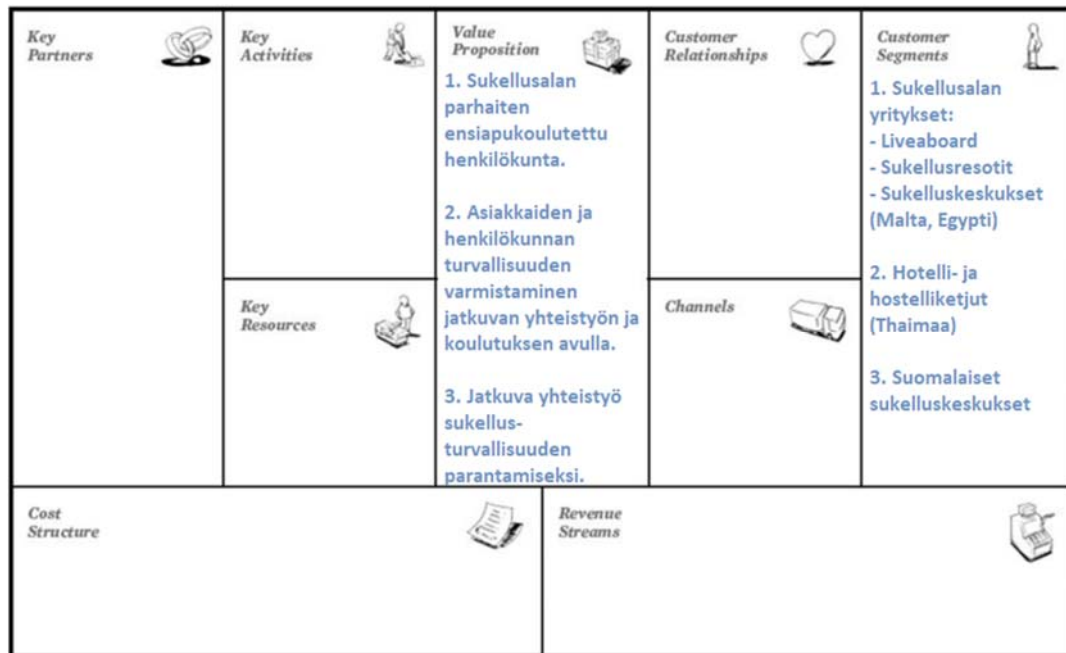 Key
Partners
Key
Activities
Value
Proposition
1. Sukellusalan
parhaiten
ensiapukoulutettu
henkilökunta.
2. Asiakkaiden ja
henkilökunnan
turvallisuuden
varmistaminen
jatkuvan yhteistyön ja
koulutuksen avulla.
3. Jatkuva yhteistyö
sukellus-
turvallisuuden
parantamiseksi.
Customer
Relationships
Customer
Segments
1. Sukellusalan
yritykset:
- Liveaboard
- Sukellusresotit
- Sukelluskeskukset
(Malta, Egypti)
2. Hotelli- ja
hostelliketjut
(Thaimaa)
3. Suomalaiset
sukelluskeskukset
Key
Resources
Channels
Cost
Structure
Revenue
Streams